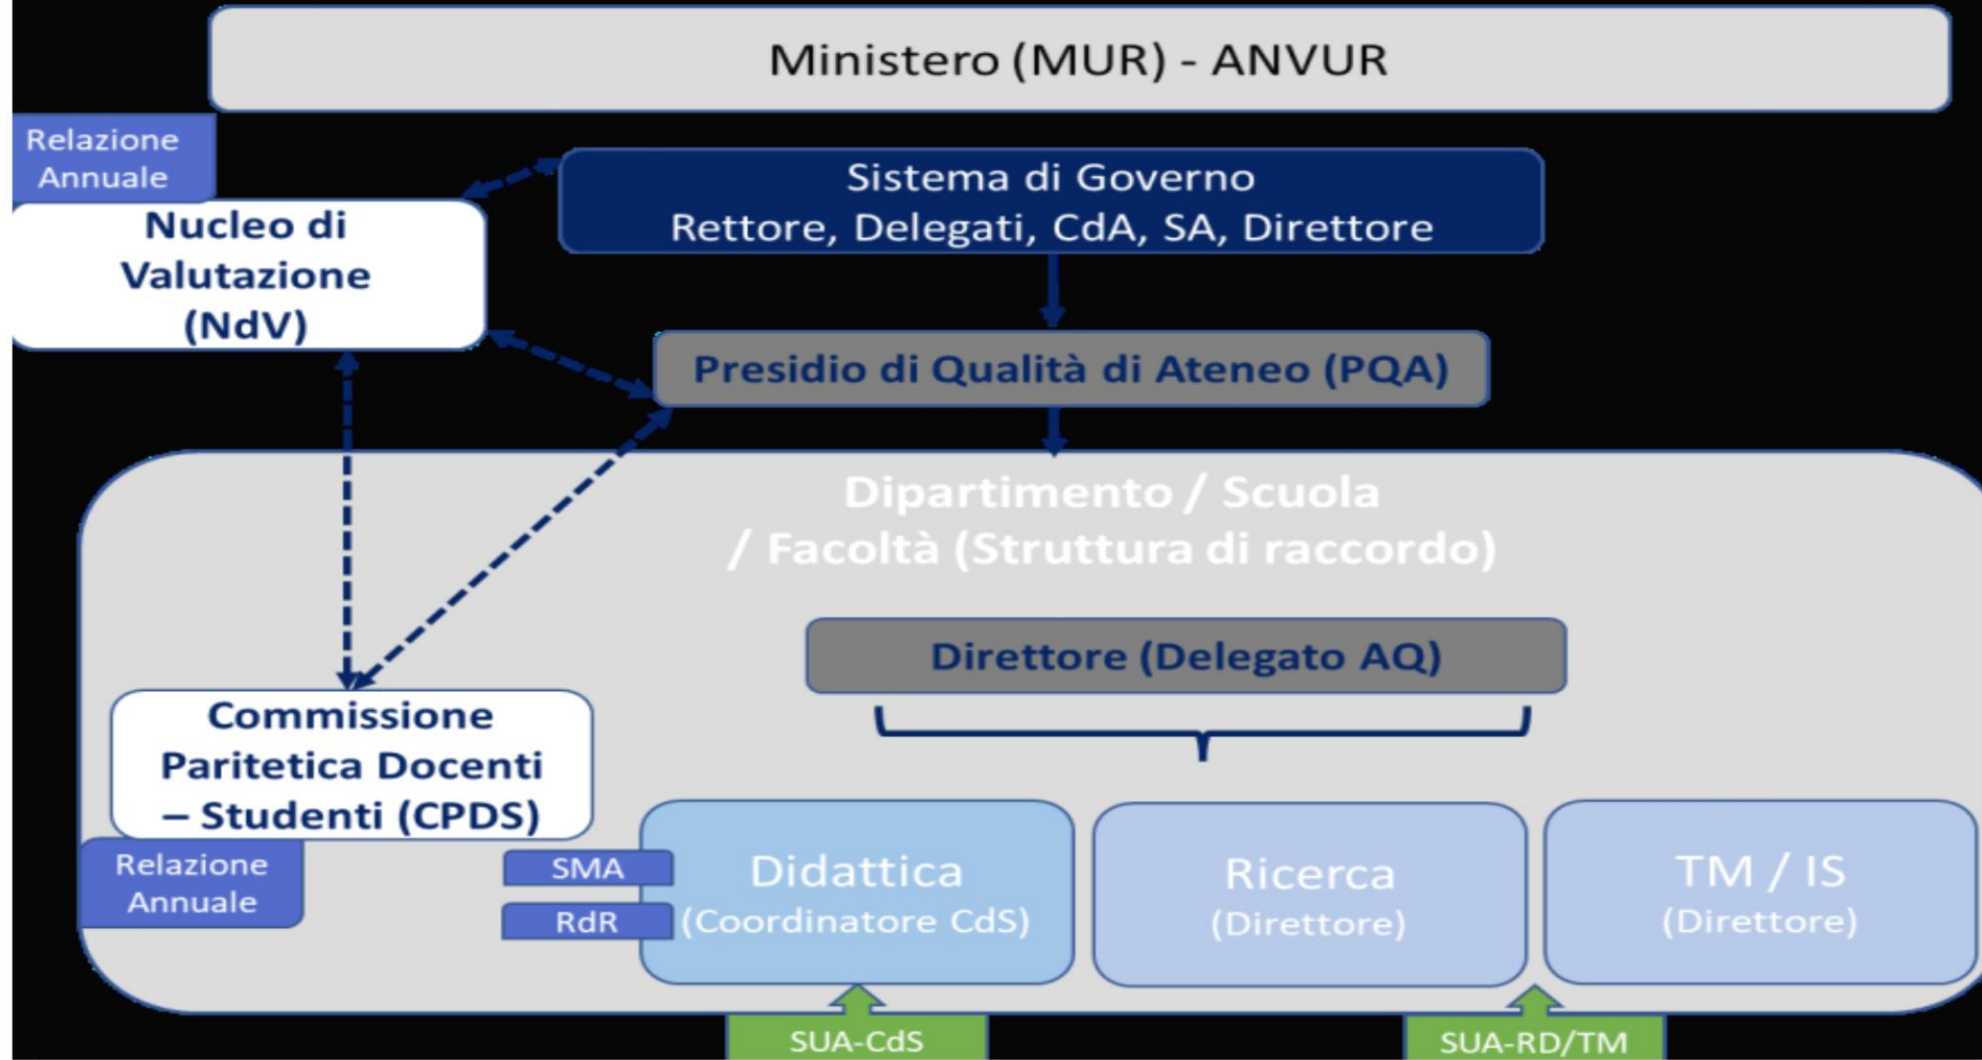 Ministero (MUR) - ANVUR
Relazione
Annuale
Nucleo di
Valutazione
(NdV)
Sistema di Governo
Rettore, Delegati, CdA, SA, Direttore
Presidio di Qualità di Ateneo (PQA)
Dipartimento / Scuola
/ Facoltà (Struttura di raccordo)
Direttore (Delegato AQ)
Commissione
Paritetica Docenti
– Studenti (CPDS)
Relazione
Annuale
SMA
RdR
Didattica
(Coordinatore CdS)
Ricerca
(Direttore)
TM / IS
(Direttore)
SUA-CdS
SUA-RD/TM